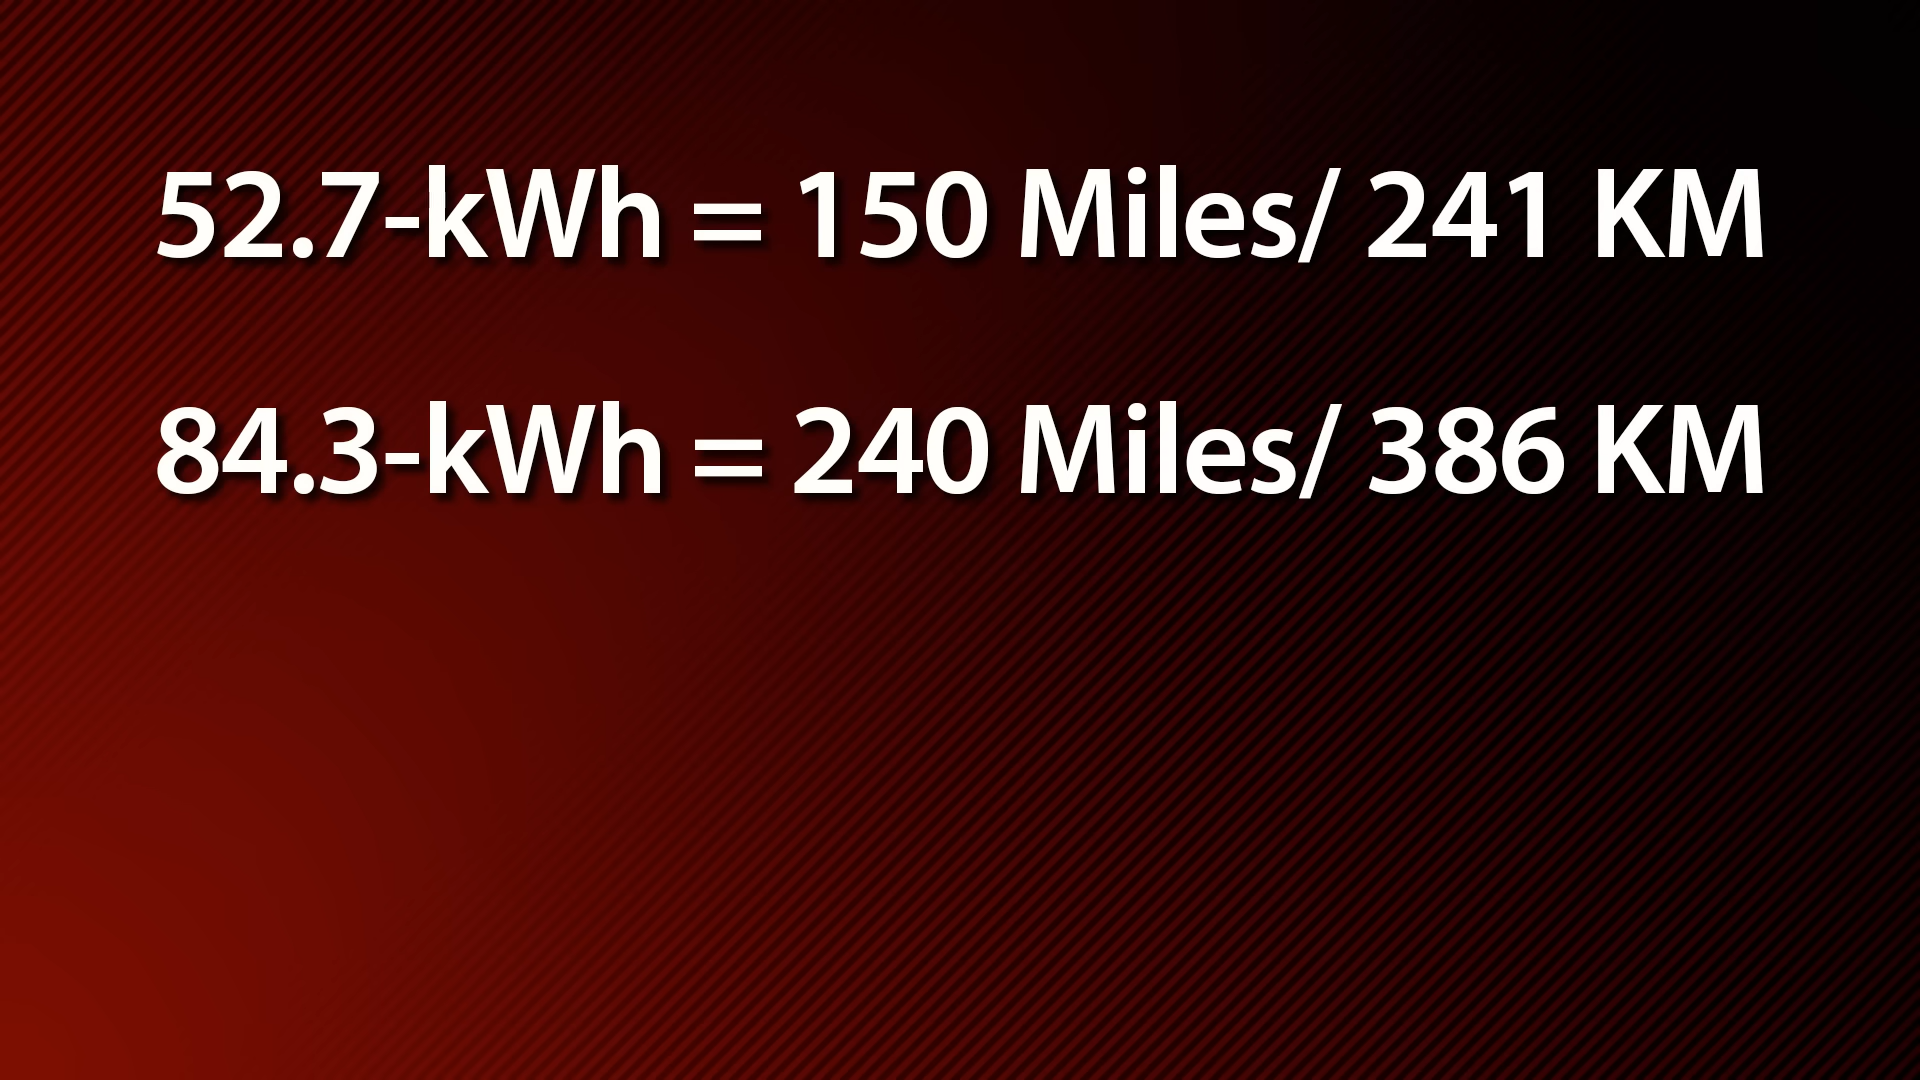 52.7-kWh = 150 Miles/ 241 KM
84.3-kWh = 240 Miles/ 386 KM